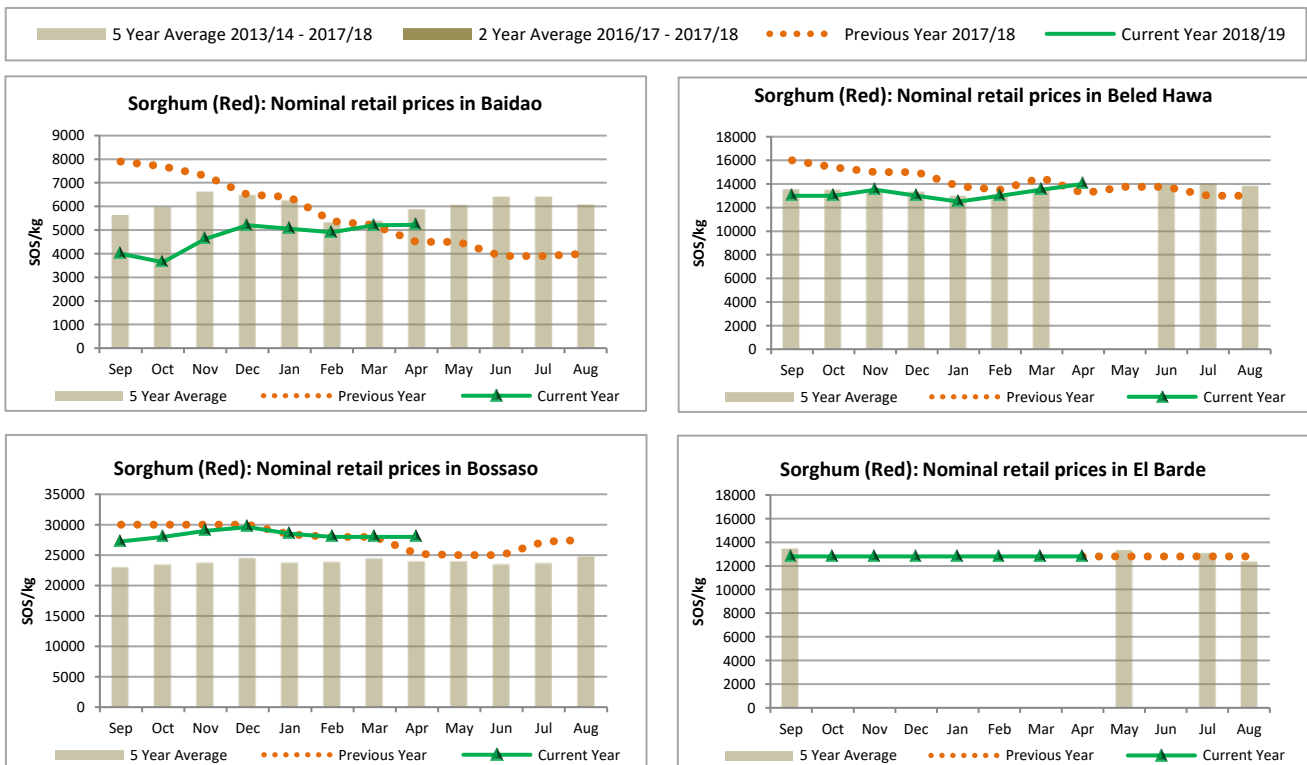 5 Year Average 2013/14 - 2017/18 2 Year Average 2016/17 - 2017/18 Previous Year 2017/18 Current Year 2018/19
Sorghum (Red): Nominal retail prices in Baidao
9000
8000
7000
6000
5000
4000
3000
2000
1000
0
SOS/kg
Sep Oct Nov Dec Jan Feb Mar Apr May Jun Jul Aug
5 Year Average Previous Year Current Year
Sorghum (Red): Nominal retail prices in Beled Hawa
18000
16000
14000
12000
10000
8000
6000
4000
2000
0
SOS/kg
Sep Oct Nov Dec Jan Feb Mar Apr May Jun Jul Aug
5 Year Average Previous Year Current Year
Sorghum (Red): Nominal retail prices in Bossaso
35000
30000
25000
20000
15000
10000
5000
0
SOS/kg
Sep Oct Nov Dec Jan Feb Mar Apr May Jun Jul Aug
5 Year Average Previous Year Current Year
Sorghum (Red): Nominal retail prices in El Barde
18000
16000
14000
12000
10000
8000
6000
4000
2000
0
SOS/kg
Sep Oct Nov Dec Jan Feb Mar Apr May Jun Jul Aug
5 Year Average Previous Year Current Year